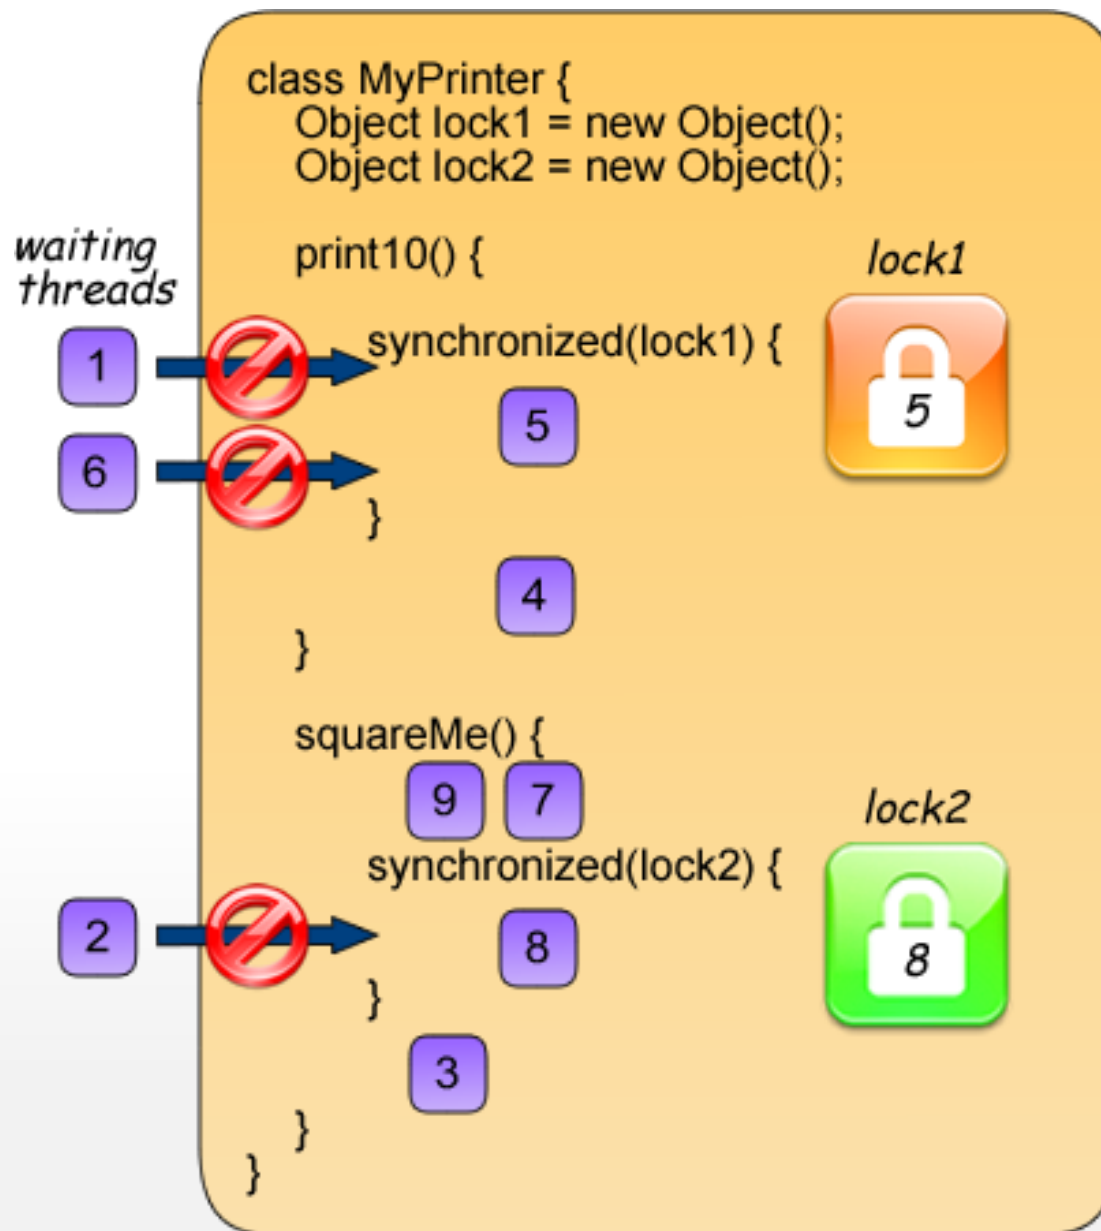 class MyPrinter {
Object lock1 = new Object();
Object lock2 = new Object();
waiting
threads
print10() {
lock1
1
synchronized(lock1) {
5
5
6
}
4
}
squareMe() {
9 7
lock2
synchronized(lock2) {
2
8
8
}
3
}
}